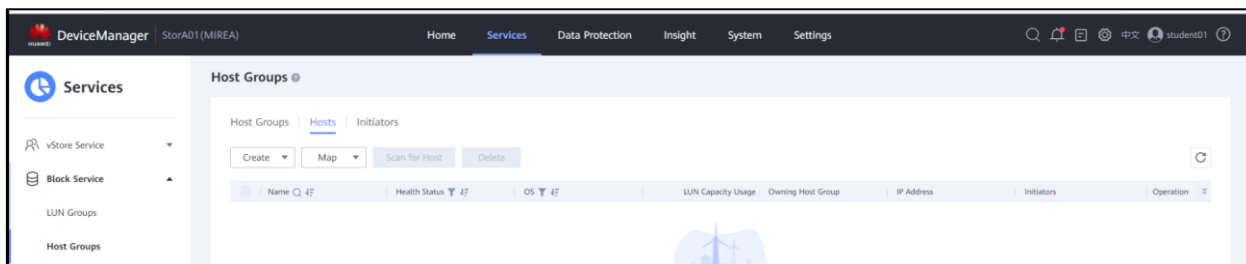 HUAWEI DeviceManager StorA01(MIREA) Home Services Data Protection Insight System Settings 中文 student01
Services
Host Groups
Host Groups Hosts Initiators
vStore Service
Create Map Scan for Host Delete
Block Service
Name Health Status OS LUN Capacity Usage Owning Host Group IP Address Initiators Operation
LUN Groups
Host Groups